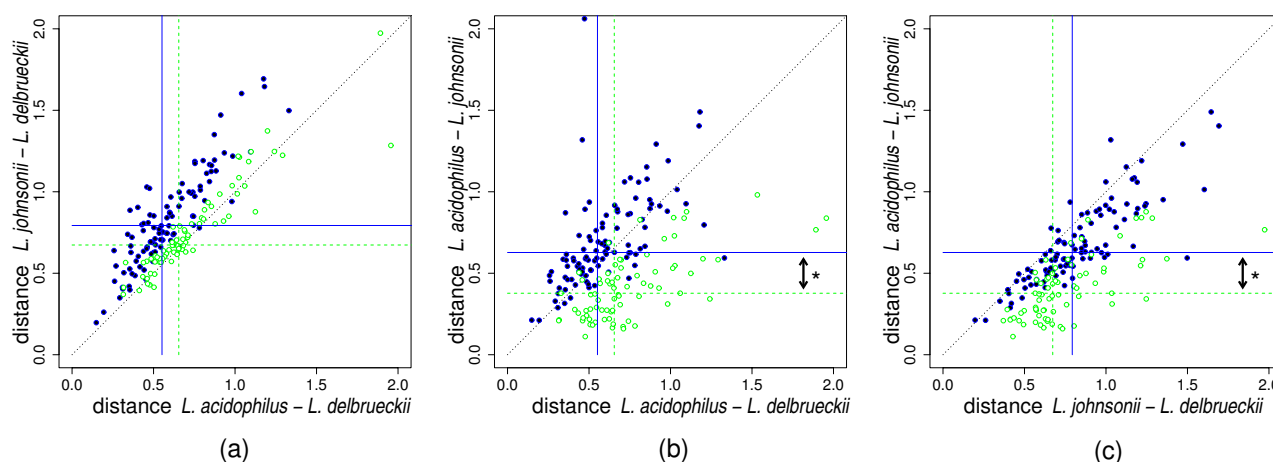 2.0
1.5
1.0
0.5
0.0
distance L. johnsonii – L. delbrueckii
0.0 0.5 1.0 1.5 2.0
distance L. acidophilus – L. delbrueckii
(a)
2.0
1.5
1.0
0.5
0.0
distance L. acidophilus – L. johnsonii
*
0.0 0.5 1.0 1.5 2.0
distance L. acidophilus – L. delbrueckii
(b)
2.0
1.5
1.0
0.5
0.0
distance L. acidophilus – L. johnsonii
*
0.0 0.5 1.0 1.5 2.0
distance L. johnsonii – L. delbrueckii
(c)